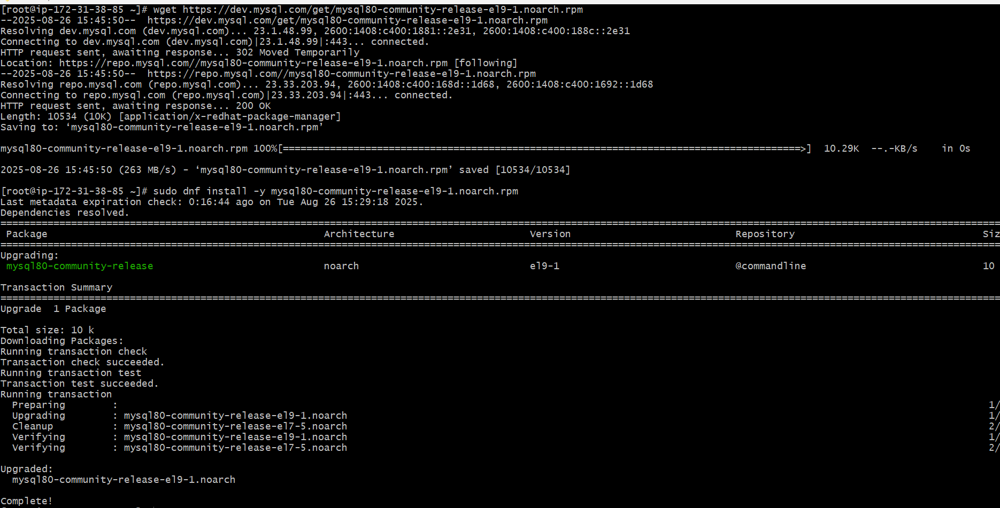 [root@ip-172-31-38-85 ~]# wget https://dev.mysql.com/get/mysql80-community-release-el9-1.noarch.rpm
--2025-08-26 15:45:50--  https://dev.mysql.com/get/mysql80-community-release-el9-1.noarch.rpm
Resolving dev.mysql.com (dev.mysql.com)... 23.1.48.99, 2600:1408:c400:1881::2e31, 2600:1408:c400:188c::2e31
Connecting to dev.mysql.com (dev.mysql.com)|23.1.48.99|:443... connected.
HTTP request sent, awaiting response... 302 Moved Temporarily
Location: https://repo.mysql.com//mysql80-community-release-el9-1.noarch.rpm [following]
--2025-08-26 15:45:50--  https://repo.mysql.com//mysql80-community-release-el9-1.noarch.rpm
Resolving repo.mysql.com (repo.mysql.com)... 23.33.203.94, 2600:1408:c400:168d::1d68, 2600:1408:c400:1692::1d68
Connecting to repo.mysql.com (repo.mysql.com)|23.33.203.94|:443... connected.
HTTP request sent, awaiting response... 200 OK
Length: 10534 (10K) [application/x-redhat-package-manager]
Saving to: ‘mysql80-community-release-el9-1.noarch.rpm’
mysql80-community-release-el9-1.noarch.rpm 100%[========================================================================================>]  10.29K  --.-KB/s    in 0s
2025-08-26 15:45:50 (263 MB/s) - ‘mysql80-community-release-el9-1.noarch.rpm’ saved [10534/10534]
[root@ip-172-31-38-85 ~]# sudo dnf install -y mysql80-community-release-el9-1.noarch.rpm
Last metadata expiration check: 0:16:44 ago on Tue Aug 26 15:29:18 2025.
Dependencies resolved.
Package Architecture Version Repository Siz
Upgrading:
mysql80-community-release noarch el9-1 @commandline 10
Transaction Summary
Upgrade  1 Package
Total size: 10 k
Downloading Packages:
Running transaction check
Transaction check succeeded.
Running transaction test
Transaction test succeeded.
Running transaction
Preparing : 1/
Upgrading : mysql80-community-release-el9-1.noarch 1/
Cleanup : mysql80-community-release-el7-5.noarch 2/
Verifying : mysql80-community-release-el9-1.noarch 1/
Verifying : mysql80-community-release-el7-5.noarch 2/
Upgraded:
mysql80-community-release-el9-1.noarch
Complete!